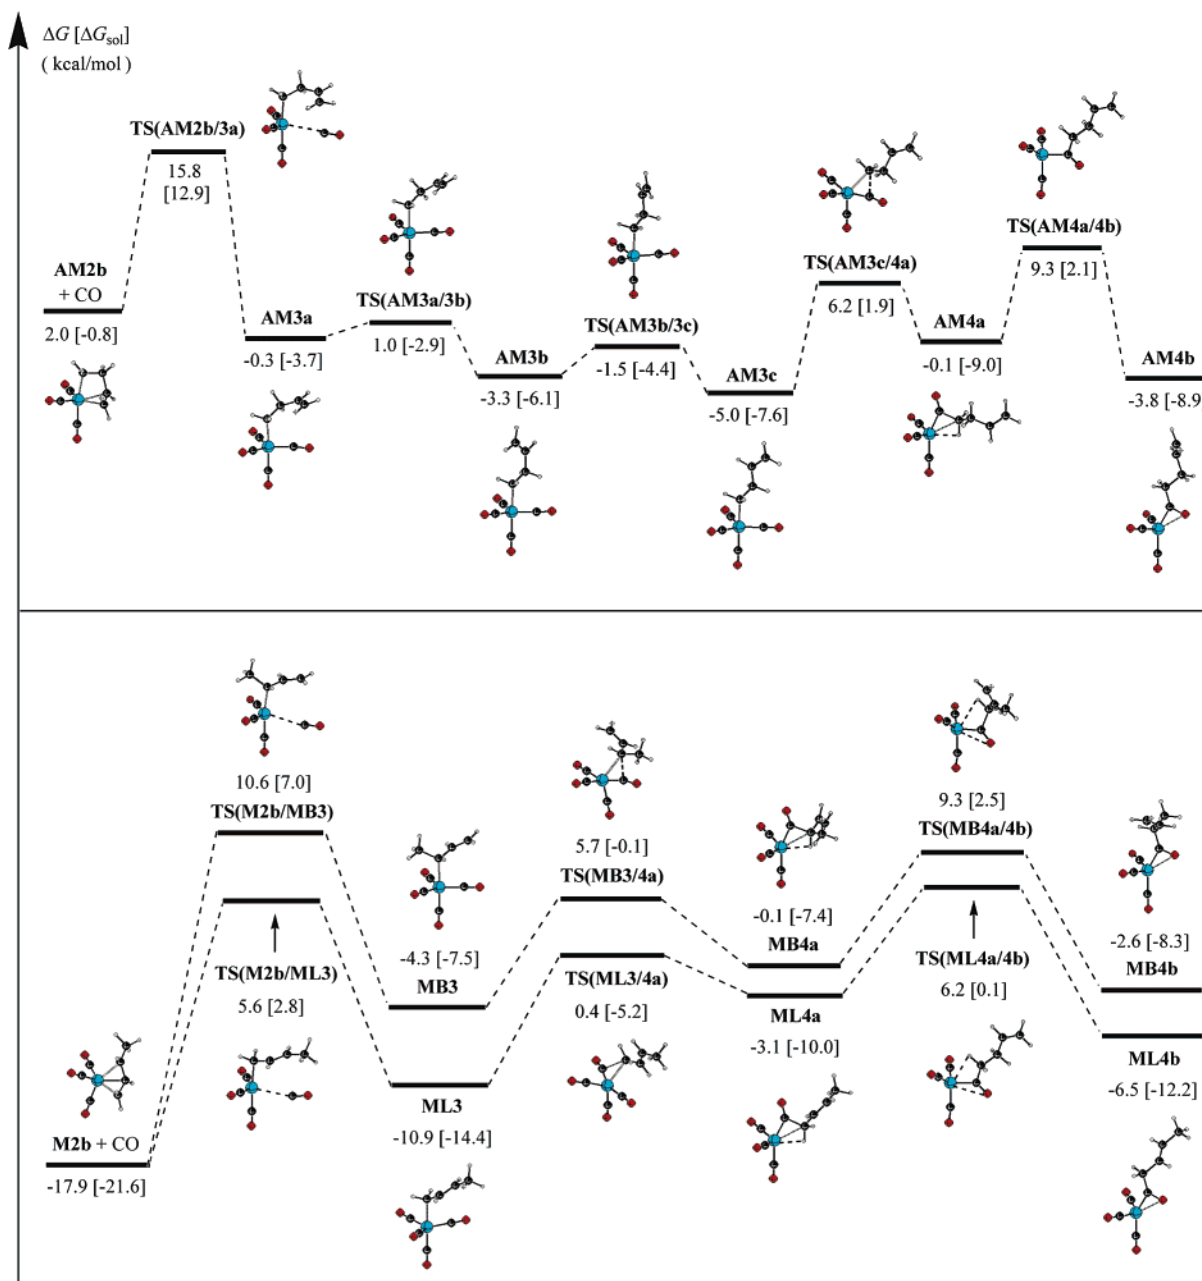 ΔG [ΔGsol]
( kcal/mol )
TS(AM2b/3a)
15.8
[12.9]
AM2b
+ CO
2.0 [-0.8]
AM3a
-0.3 [-3.7]
TS(AM3a/3b)
1.0 [-2.9]
AM3b
-3.3 [-6.1]
TS(AM3b/3c)
-1.5 [-4.4]
AM3c
-5.0 [-7.6]
TS(AM3c/4a)
6.2 [1.9]
AM4a
-0.1 [-9.0]
TS(AM4a/4b)
9.3 [2.1]
AM4b
-3.8 [-8.9
10.6 [7.0]
TS(M2b/MB3)
TS(M2b/ML3)
5.6 [2.8]
M2b + CO
-17.9 [-21.6]
-4.3 [-7.5]
MB3
ML3
-10.9 [-14.4]
5.7 [-0.1]
TS(MB3/4a)
TS(ML3/4a)
0.4 [-5.2]
-0.1 [-7.4]
MB4a
ML4a
-3.1 [-10.0]
9.3 [2.5]
TS(MB4a/4b)
TS(ML4a/4b)
6.2 [0.1]
-2.6 [-8.3]
MB4b
ML4b
-6.5 [-12.2]